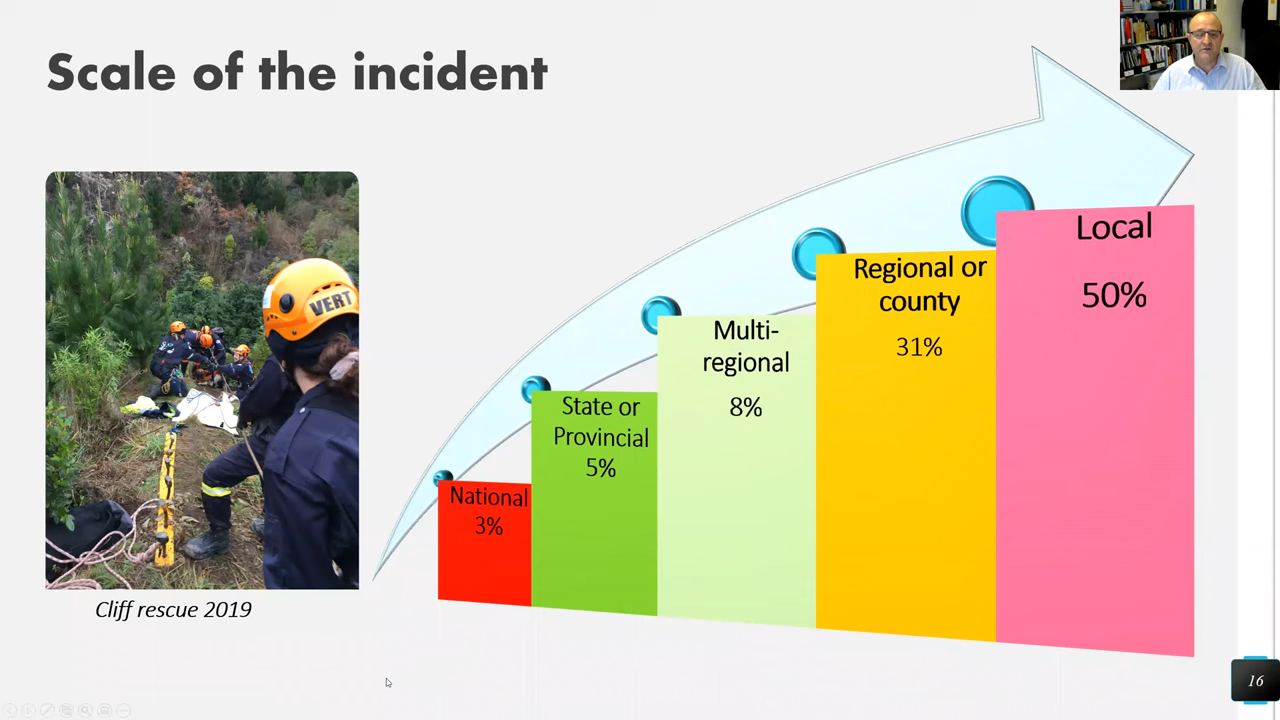 Scale of the incident
VERT
Cliff rescue 2019
National
3%
State or
Provincial
5%
Multi-
regional
8%
Regional or
county
31%
Local
50%
16